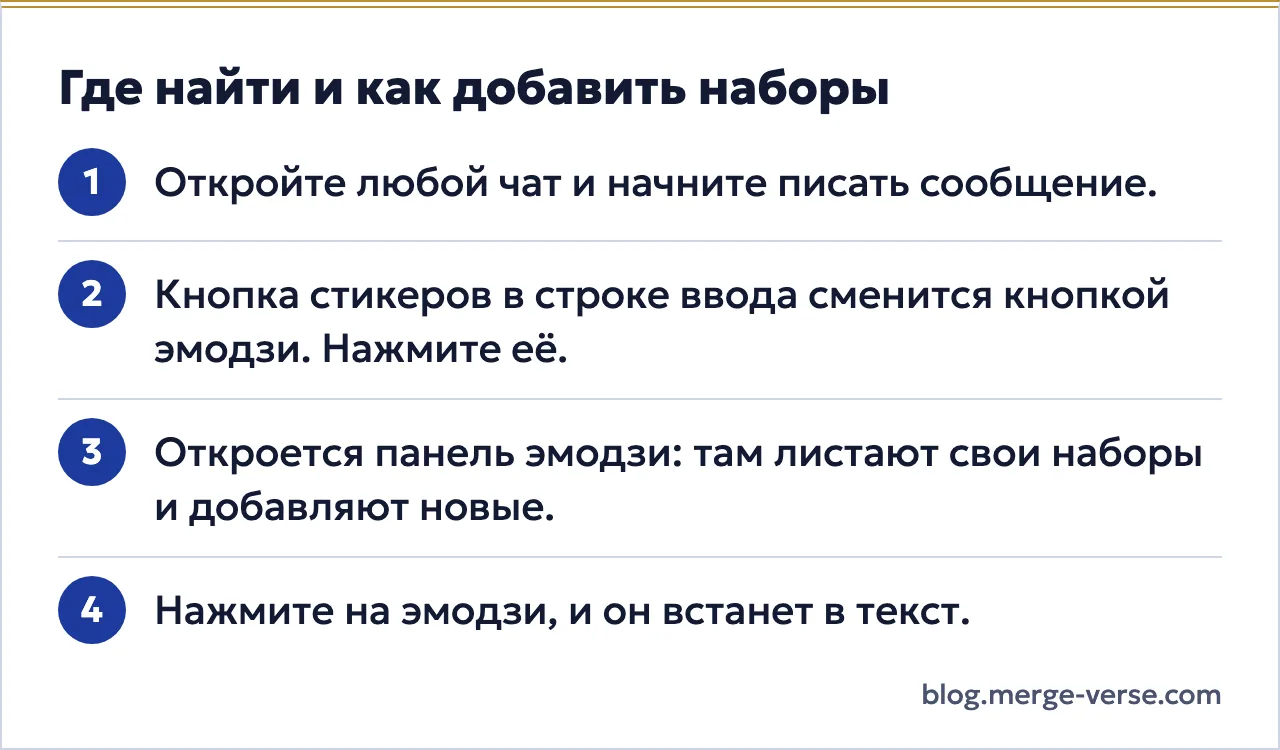 Где найти и как добавить наборы
1 Откройте любой чат и начните писать сообщение.
2 Кнопка стикеров в строке ввода сменится кнопкой
эмодзи. Нажмите её.
3 Откроется панель эмодзи: там листают свои наборы
и добавляют новые.
4 Нажмите на эмодзи, и он встанет в текст.
blog.merge-verse.com